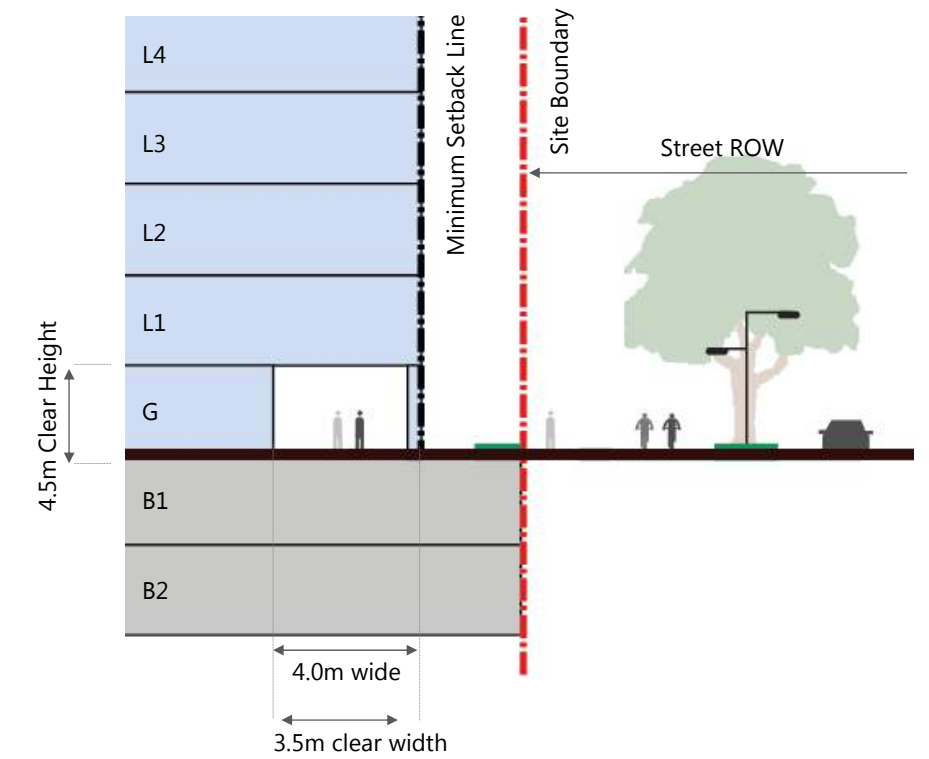 L4
L3
L2
L1
G
B1
B2
4.5m Clear Height
Minimum Setback Line
Site Boundary
Street ROW
4.0m wide
3.5m clear width